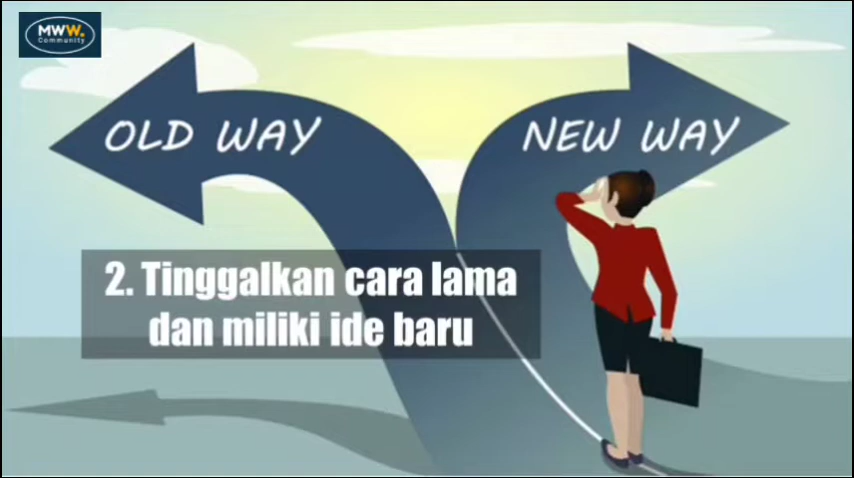 MWW.
Community
OLD WAY
NEW WAY
2. Tinggalkan cara lama
dan miliki ide baru